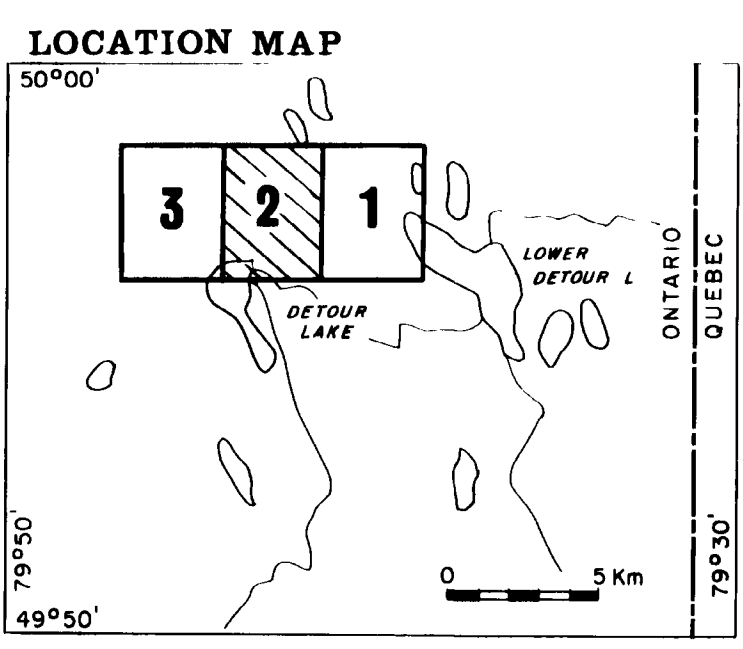 LOCATION MAP
50°00'
3
2
1
LOWER
DETOUR L
DETOUR
LAKE
ONTARIO
QUEBEC
79°50'
49°50'
0 5 Km
79°30'